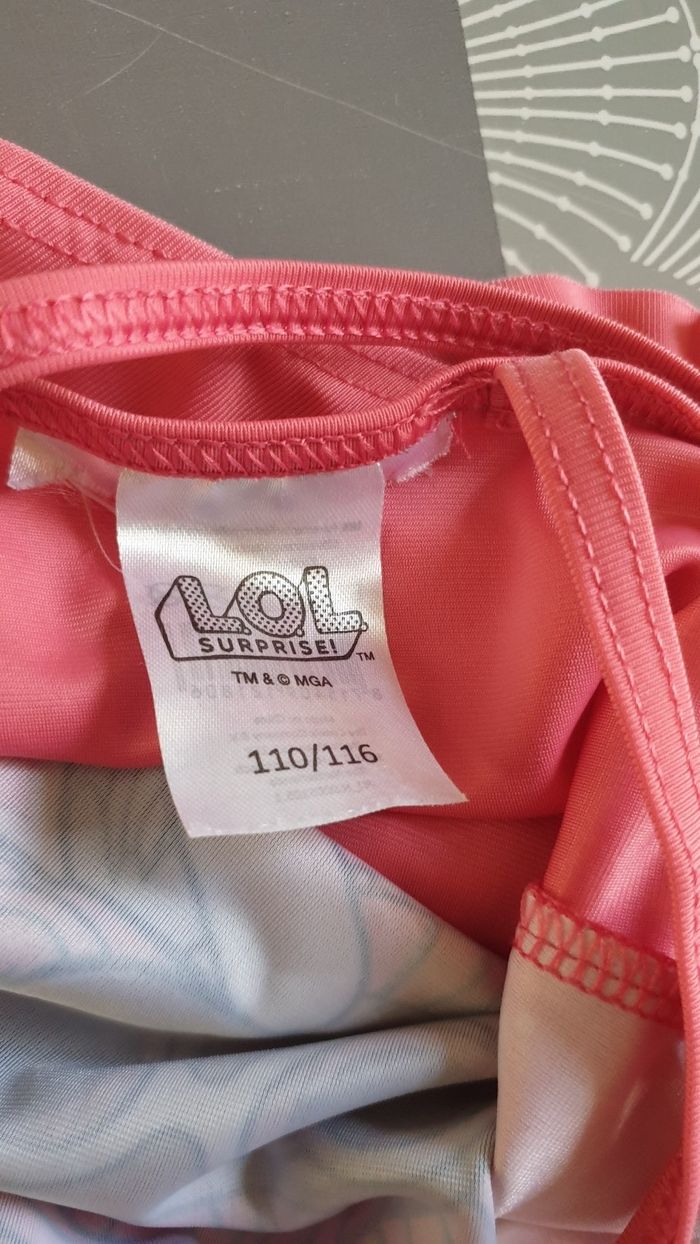 L.O.L.
SURPRISE!™
TM & © MGA
110/116